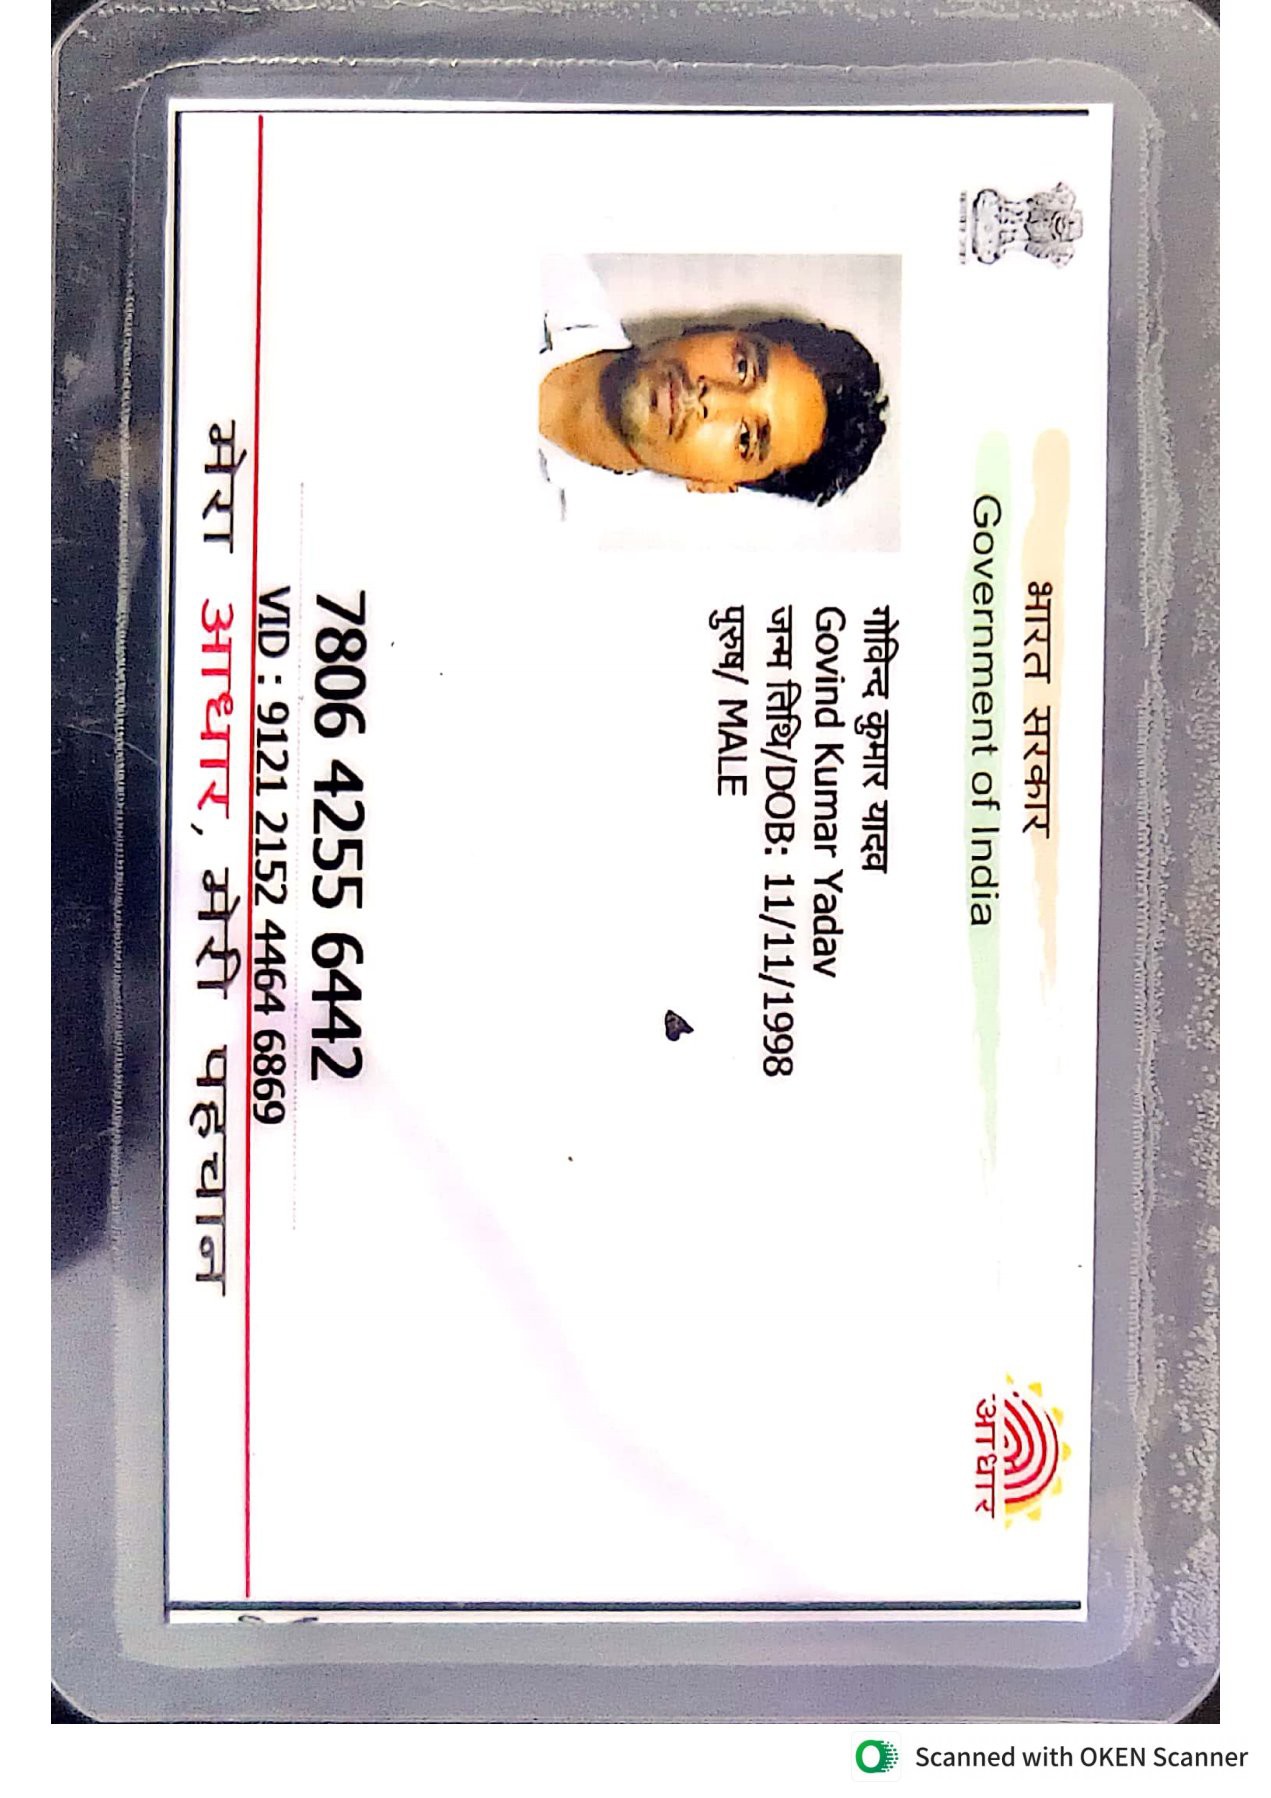 भारत सरकार
Government of India
आधार
गोविन्द कुमार यादव
Govind Kumar Yadav
जन्म तिथि/DOB: 11/11/1998
पुरुष/ MALE
7806 4255 6442
VID : 9121 2152 4464 6869
मेरा आधार, मेरी पहचान
Scanned with OKEN Scanner